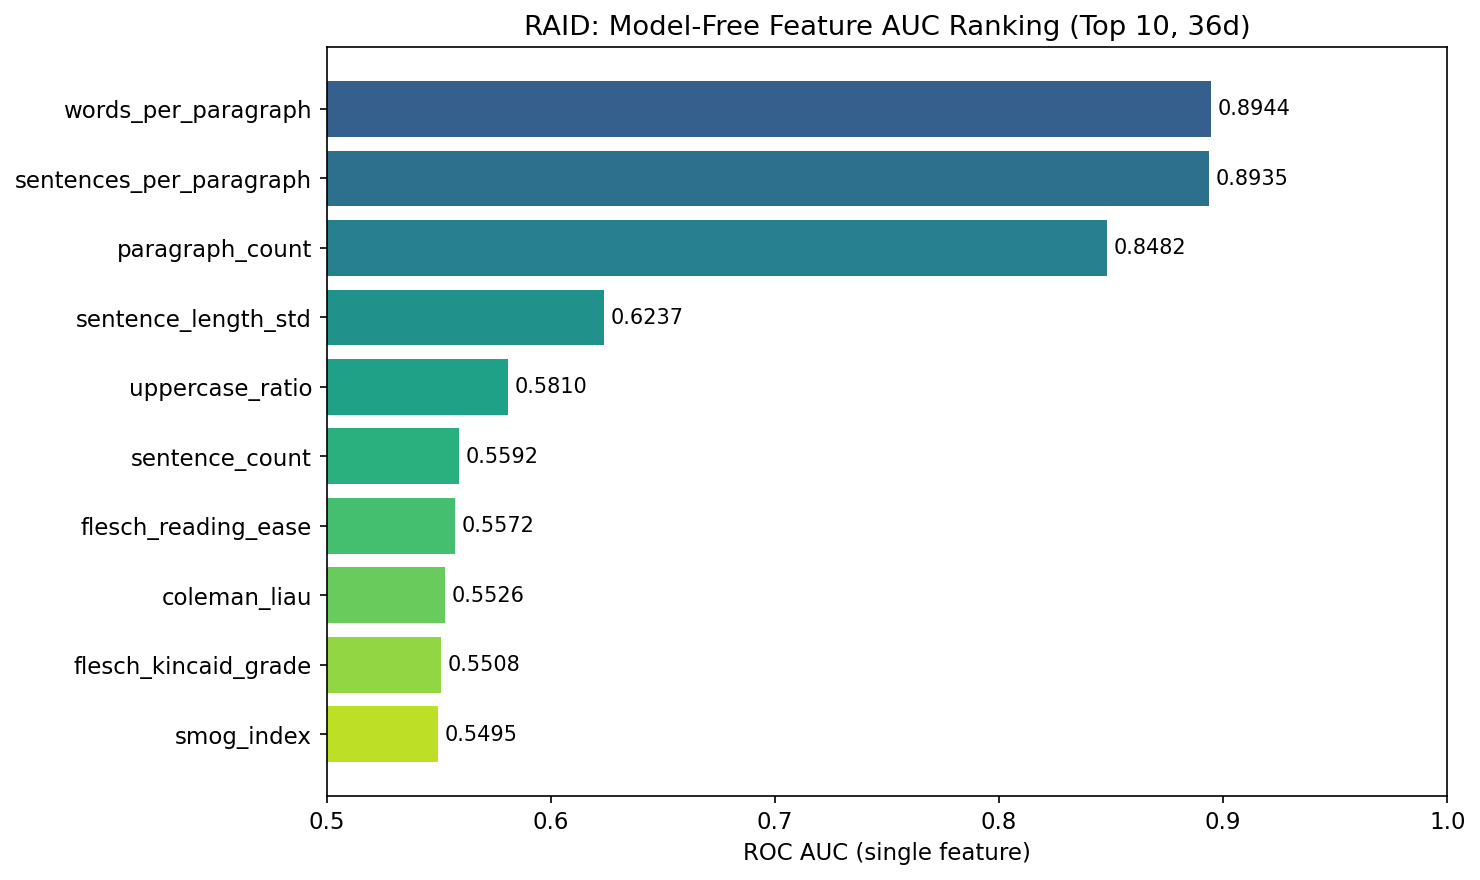 RAID: Model-Free Feature AUC Ranking (Top 10, 36d)
words_per_paragraph 0.8944
sentences_per_paragraph 0.8935
paragraph_count 0.8482
sentence_length_std 0.6237
uppercase_ratio 0.5810
sentence_count 0.5592
flesch_reading_ease 0.5572
coleman_liau 0.5526
flesch_kincaid_grade 0.5508
smog_index 0.5495
0.5 0.6 0.7 0.8 0.9 1.0
ROC AUC (single feature)